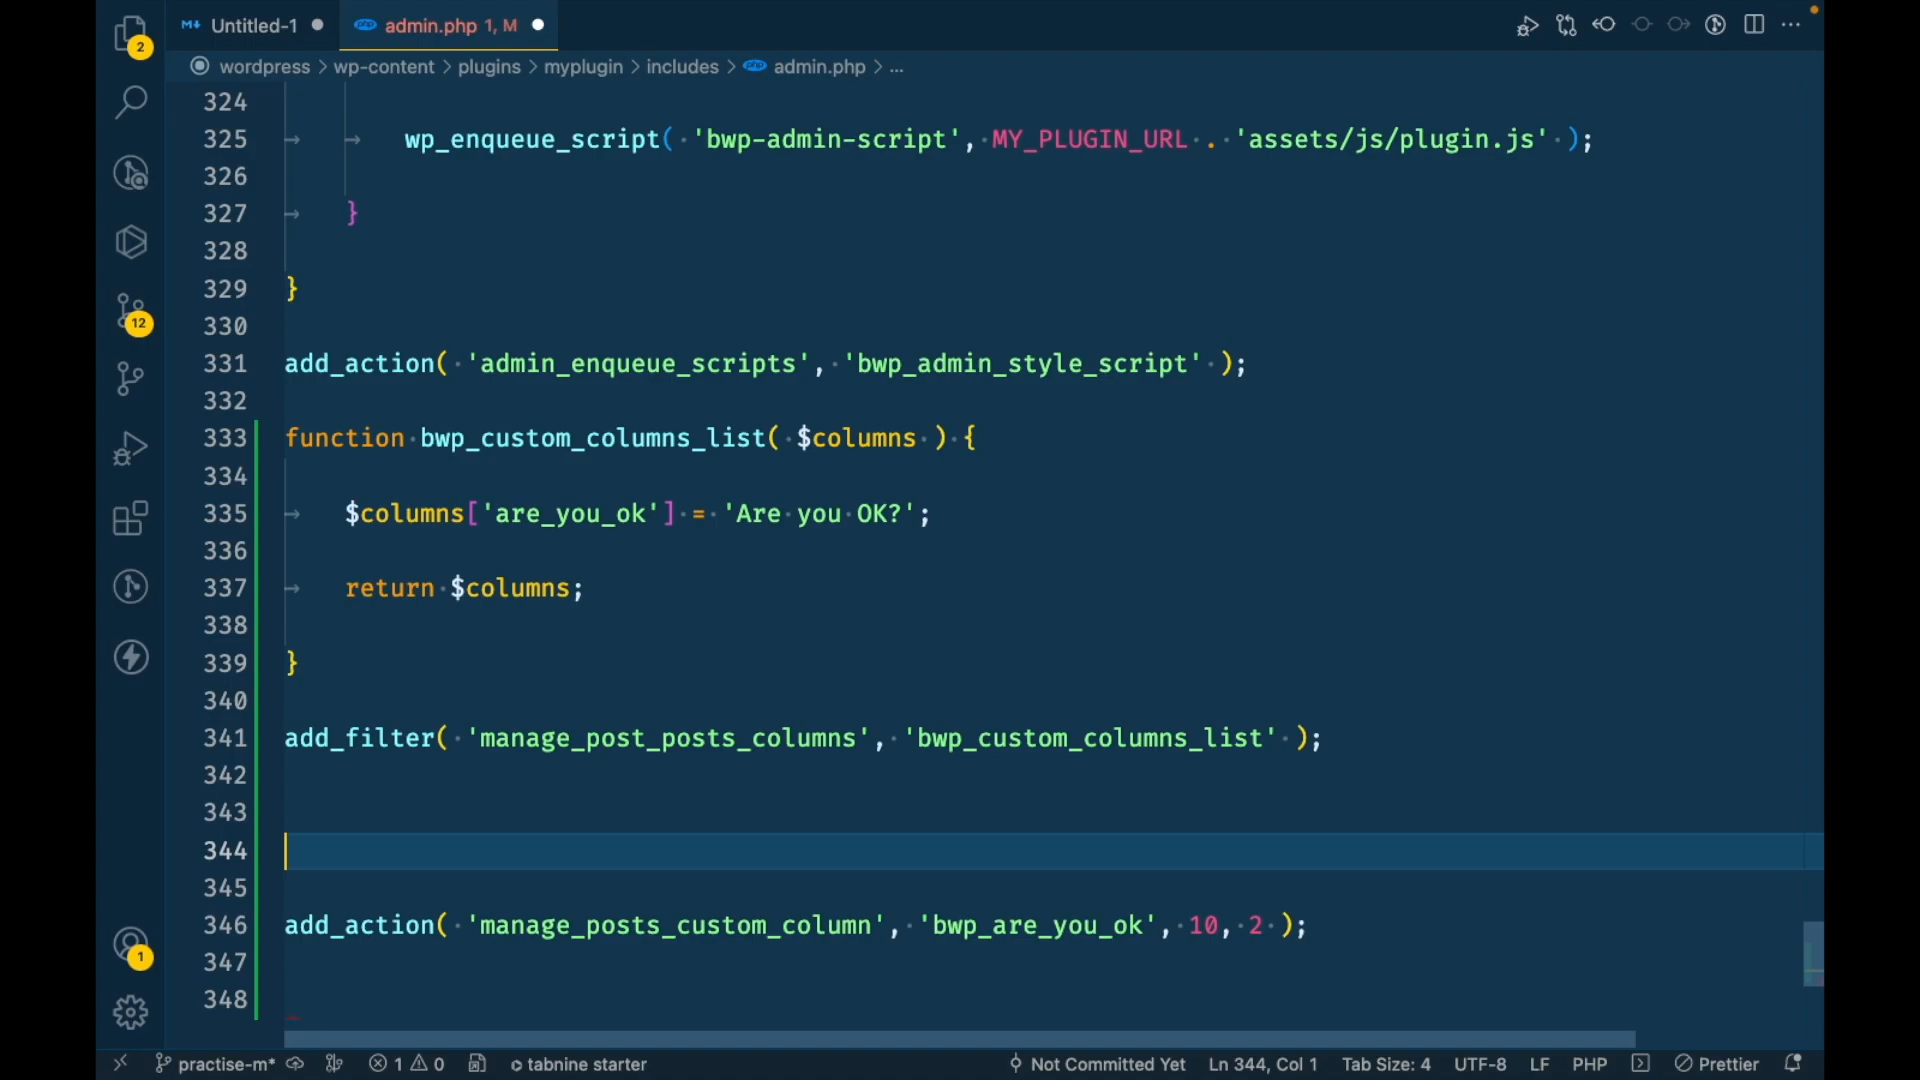 Untitled-1
admin.php 1, M
wordpress > wp-content > plugins > myplugin > includes > admin.php > ...
324
325 wp_enqueue_script( 'bwp-admin-script', MY_PLUGIN_URL . 'assets/js/plugin.js' );
326
327 }
328
329 }
330
331 add_action( 'admin_enqueue_scripts', 'bwp_admin_style_script' );
332
333 function bwp_custom_columns_list( $columns ) {
334
335 $columns['are_you_ok'] = 'Are you OK?';
336
337 return $columns;
338
339 }
340
341 add_filter( 'manage_post_posts_columns', 'bwp_custom_columns_list' );
342
343
344
345
346 add_action( 'manage_posts_custom_column', 'bwp_are_you_ok', 10, 2 );
347
348
2
12
1
practise-m* 1 0 tabnine starter Not Committed Yet Ln 344, Col 1 Tab Size: 4 UTF-8 LF PHP Prettier